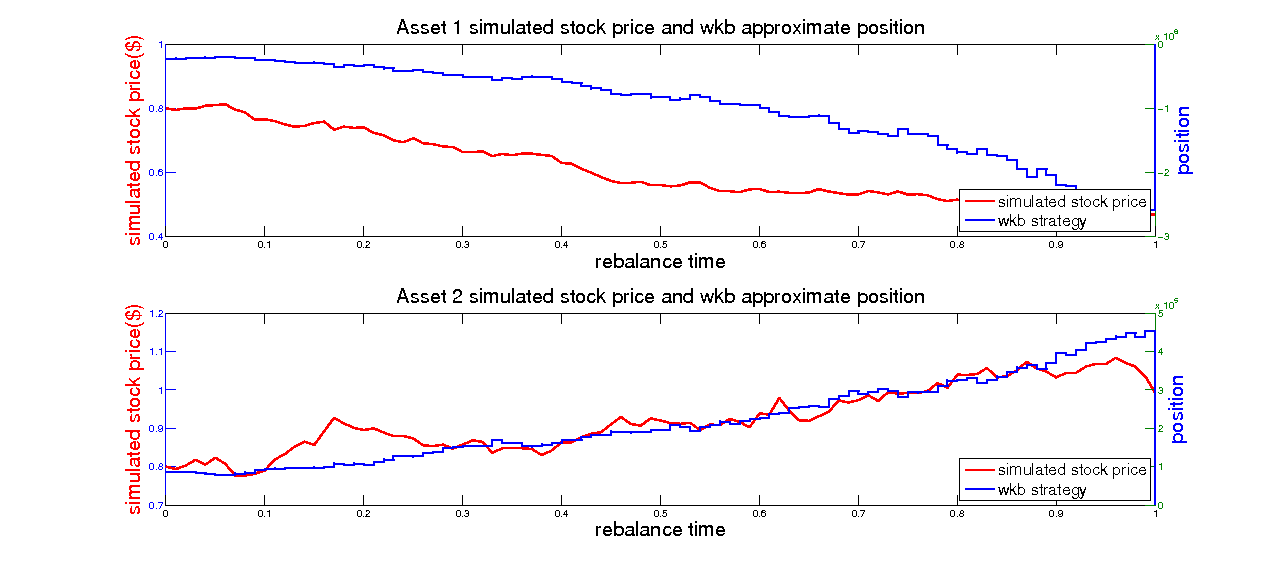 Asset 1 simulated stock price and wkb approximate position
simulated stock price($)
1
0.8
0.6
0.4
0
-1
-2
-3
position
simulated stock price
wkb strategy
0 0.1 0.2 0.3 0.4 0.5 0.6 0.7 0.8 0.9 1
rebalance time
Asset 2 simulated stock price and wkb approximate position
simulated stock price($)
1.2
1.1
1
0.9
0.8
0.7
5
4
3
2
1
0
position
simulated stock price
wkb strategy
0 0.1 0.2 0.3 0.4 0.5 0.6 0.7 0.8 0.9 1
rebalance time